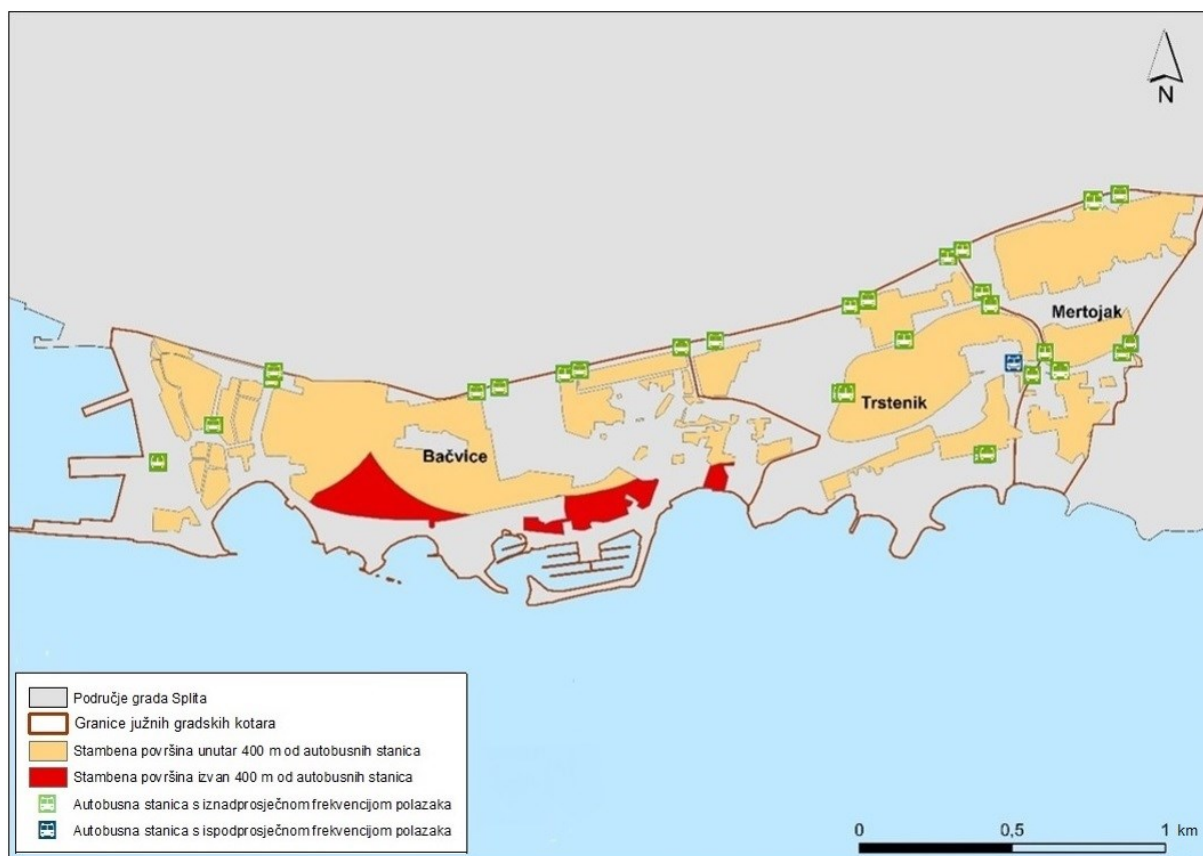 N
Mertojak
Trstenik
Bačvice
Područje grada Splita
Granice južnih gradskih kotara
Stambena površina unutar 400 m od autobusnih stanica
Stambena površina izvan 400 m od autobusnih stanica
Autobusna stanica s iznadprosječnom frekvencijom polazaka
Autobusna stanica s ispodprosječnom frekvencijom polazaka
0 0,5 1 km